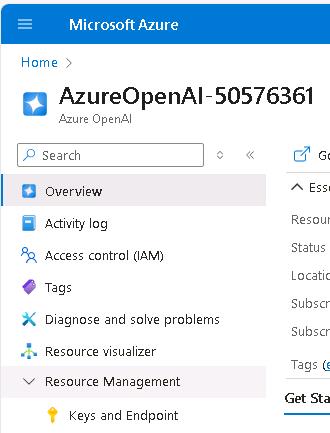 Microsoft Azure
Home
AzureOpenAI-50576361
Azure OpenAI
Search
Go
Overview
Esse
Activity log
Resour
Access control (IAM)
Status
Locatio
Tags
Subscr
Diagnose and solve problems
Subscr
Resource visualizer
Tags (e
Resource Management
Get Sta
Keys and Endpoint